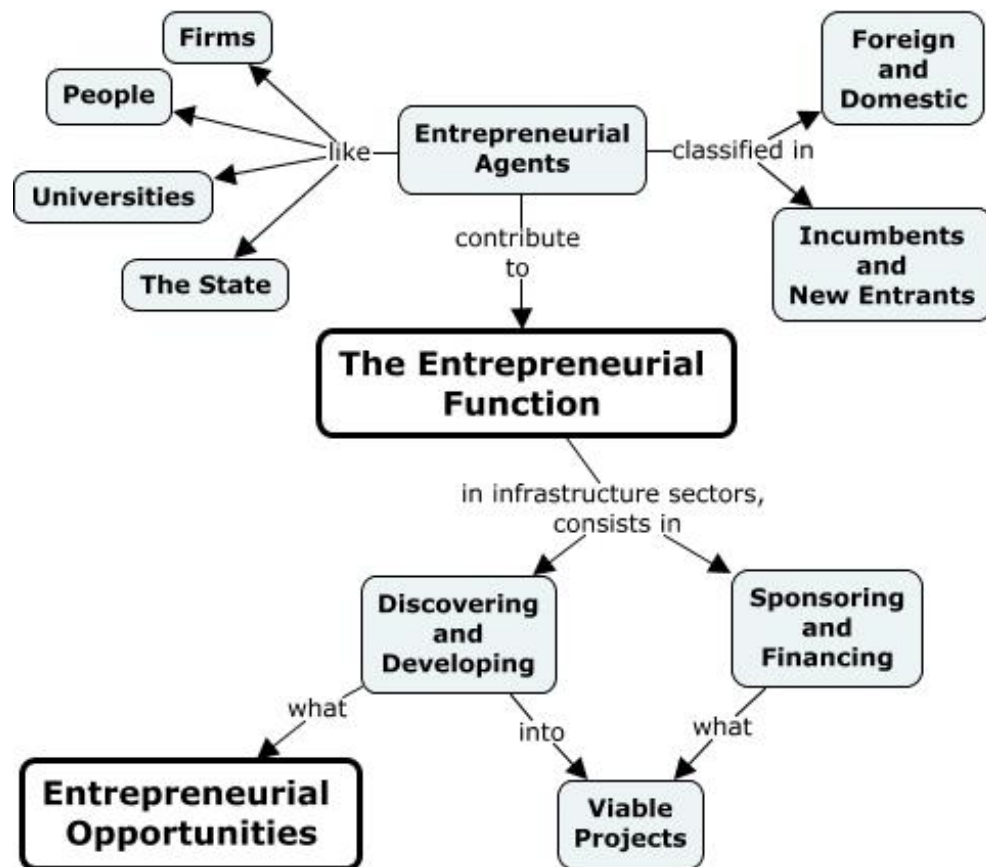 Firms
People
Universities
The State
like
Entrepreneurial
Agents
classified in
Foreign
and
Domestic
Incumbents
and
New Entrants
contribute
to
The Entrepreneurial
Function
in infrastructure sectors,
consists in
Discovering
and
Developing
Sponsoring
and
Financing
what
into
what
Entrepreneurial
Opportunities
Viable
Projects